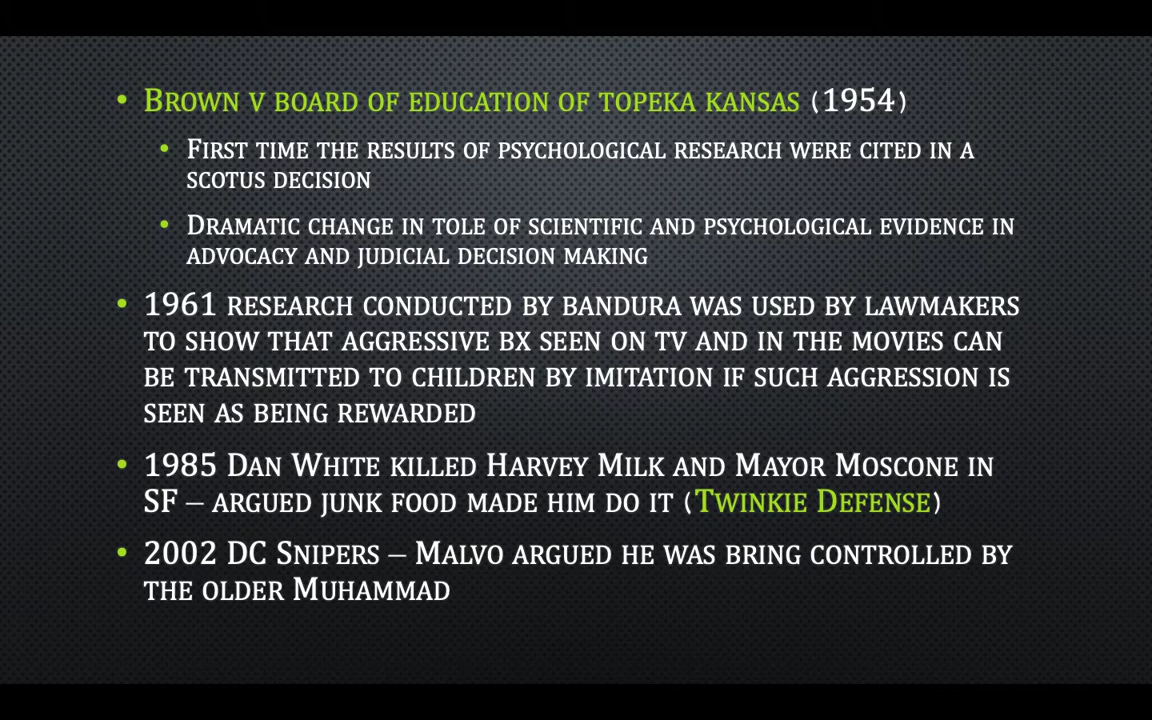 • Brown v board of education of topeka kansas (1954)
• First time the results of psychological research were cited in a
scotus decision
• Dramatic change in tole of scientific and psychological evidence in
advocacy and judicial decision making
• 1961 research conducted by bandura was used by lawmakers
to show that aggressive bx seen on tv and in the movies can
be transmitted to children by imitation if such aggression is
seen as being rewarded
• 1985 Dan White killed Harvey Milk and Mayor Moscone in
SF – argued junk food made him do it (Twinkie Defense)
• 2002 DC Snipers – Malvo argued he was bring controlled by
the older Muhammad